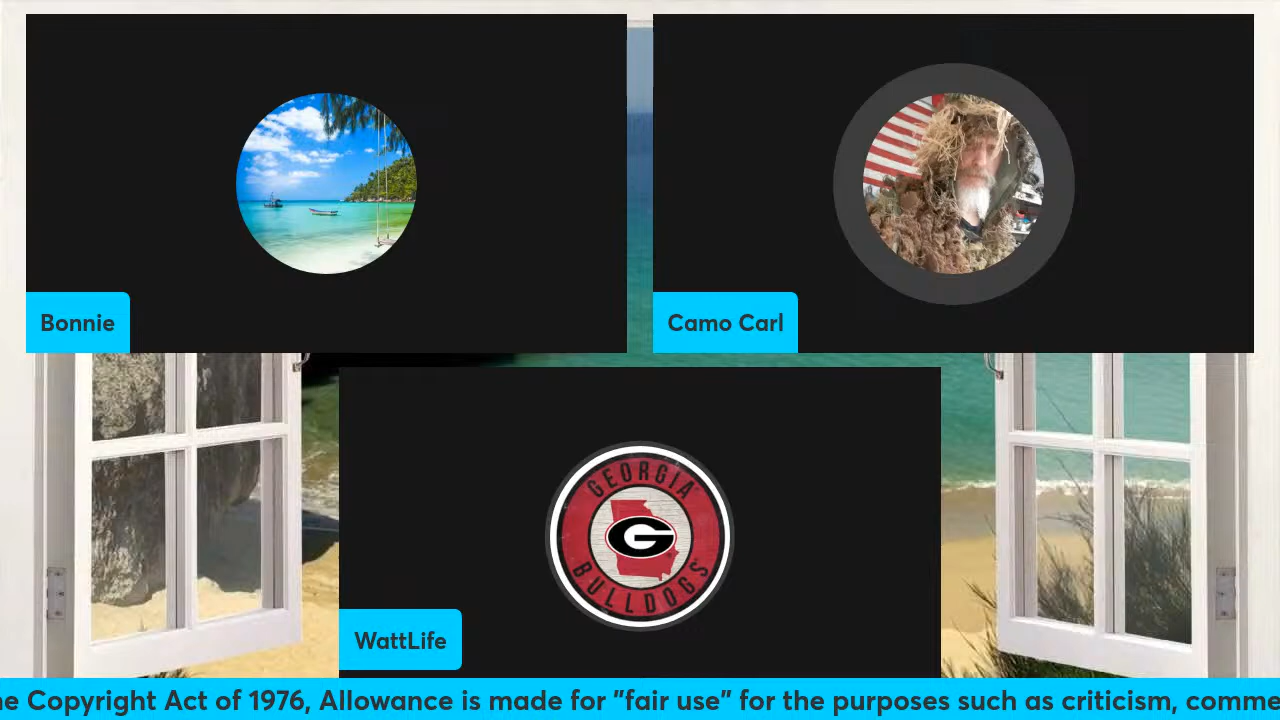 Bonnie
Camo Carl
GEORGIA
G
BULLDOGS
WattLife
e Copyright Act of 1976, Allowance is made for "fair use" for the purposes such as criticism, comme